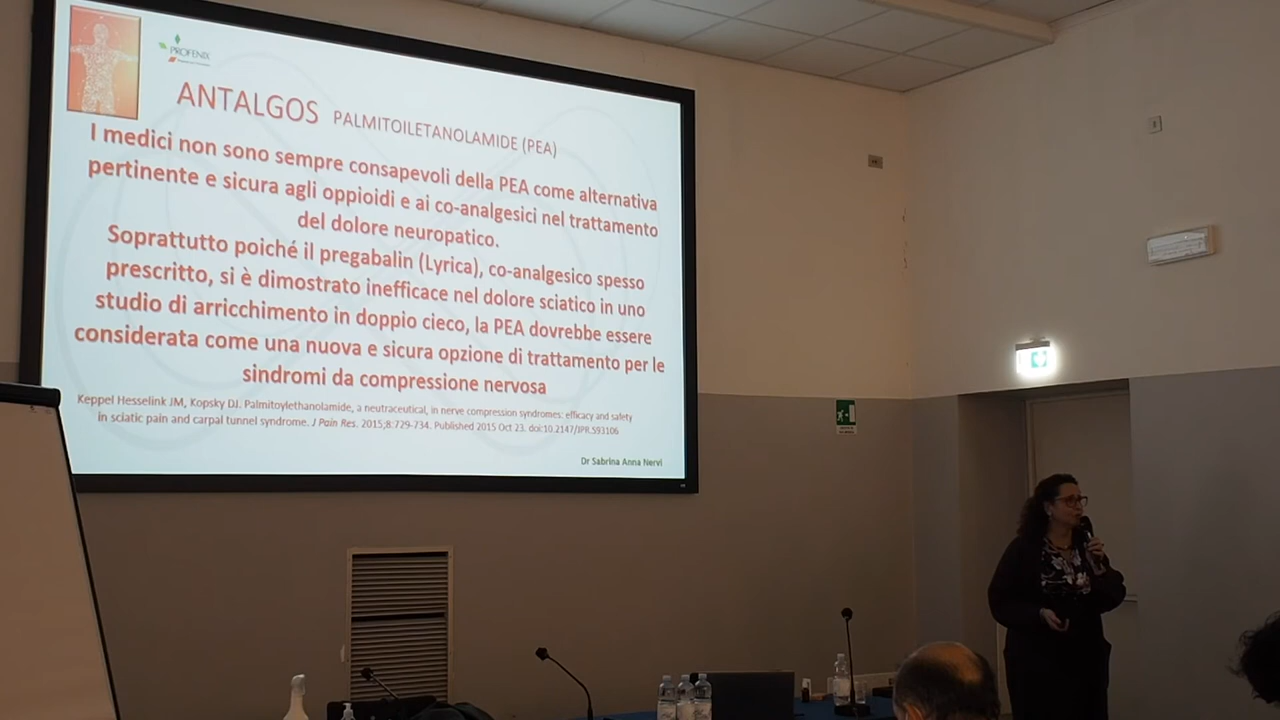 PROFENIX
ANTALGOS PALMITOILETANOLAMIDE (PEA)
I medici non sono sempre consapevoli della PEA come alternativa
pertinente e sicura agli oppioidi e ai co-analgesici nel trattamento
del dolore neuropatico.
Soprattutto poiché il pregabalin (Lyrica), co-analgesico spesso
prescritto, si è dimostrato inefficace nel dolore sciatico in uno
studio di arricchimento in doppio cieco, la PEA dovrebbe essere
considerata come una nuova e sicura opzione di trattamento per le
sindromi da compressione nervosa
Keppel Hesselink JM, Kopsky DJ. Palmitoylethanolamide, a neutraceutical, in nerve compression syndromes: efficacy and safety
in sciatic pain and carpal tunnel syndrome. J Pain Res. 2015;8:729-734. Published 2015 Oct 23. doi:10.2147/JPR.S93106
Dr Sabrina Anna Nervi